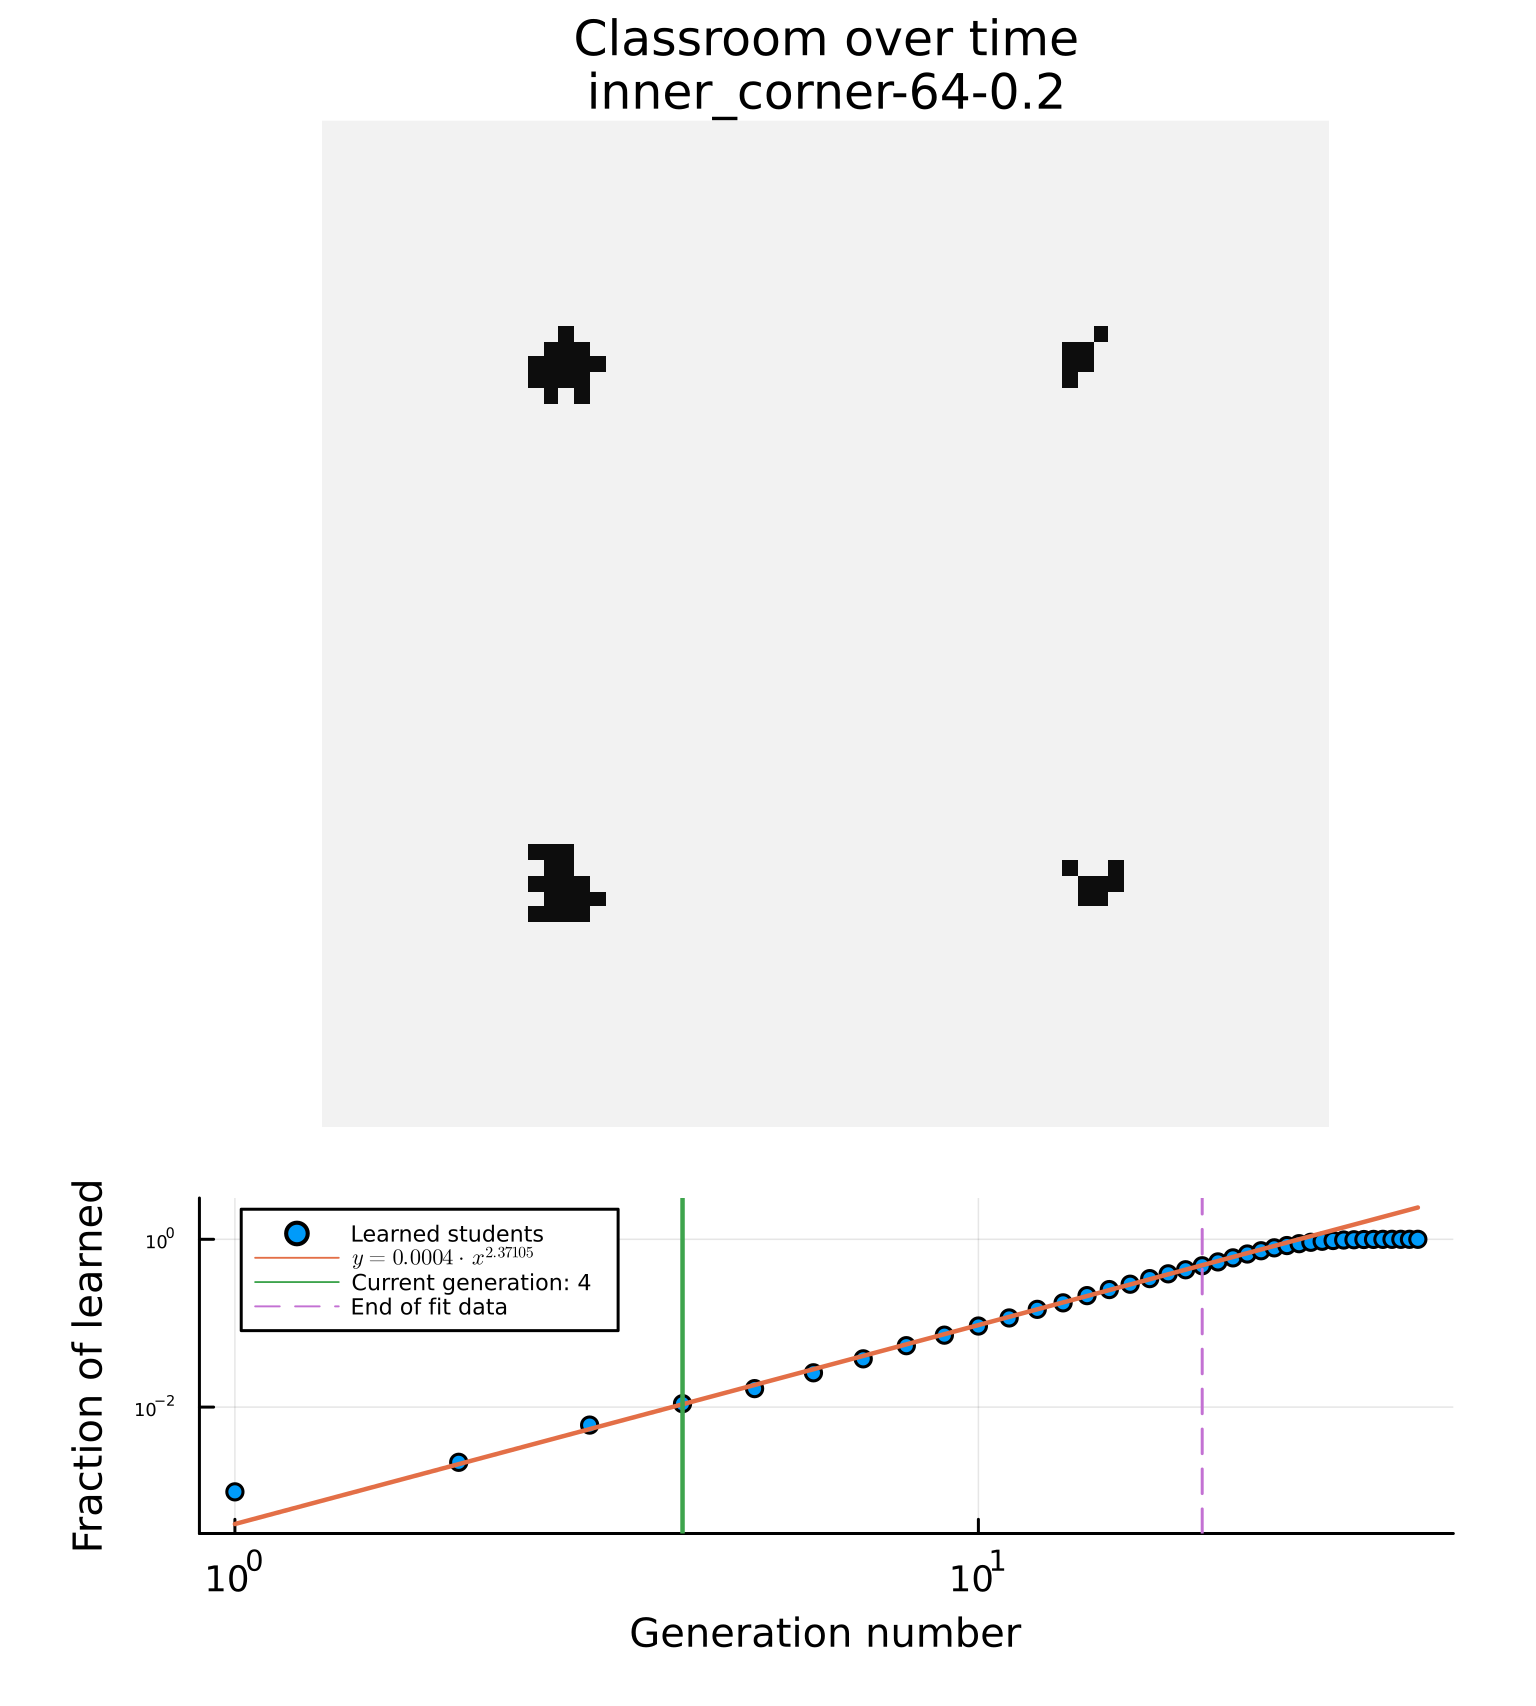 Classroom over time
inner_corner-64-0.2
Fraction of learned
10^0
10^-2
Learned students
y = 0.0004 · x^2.37105
Current generation: 4
End of fit data
10^0
10^1
Generation number